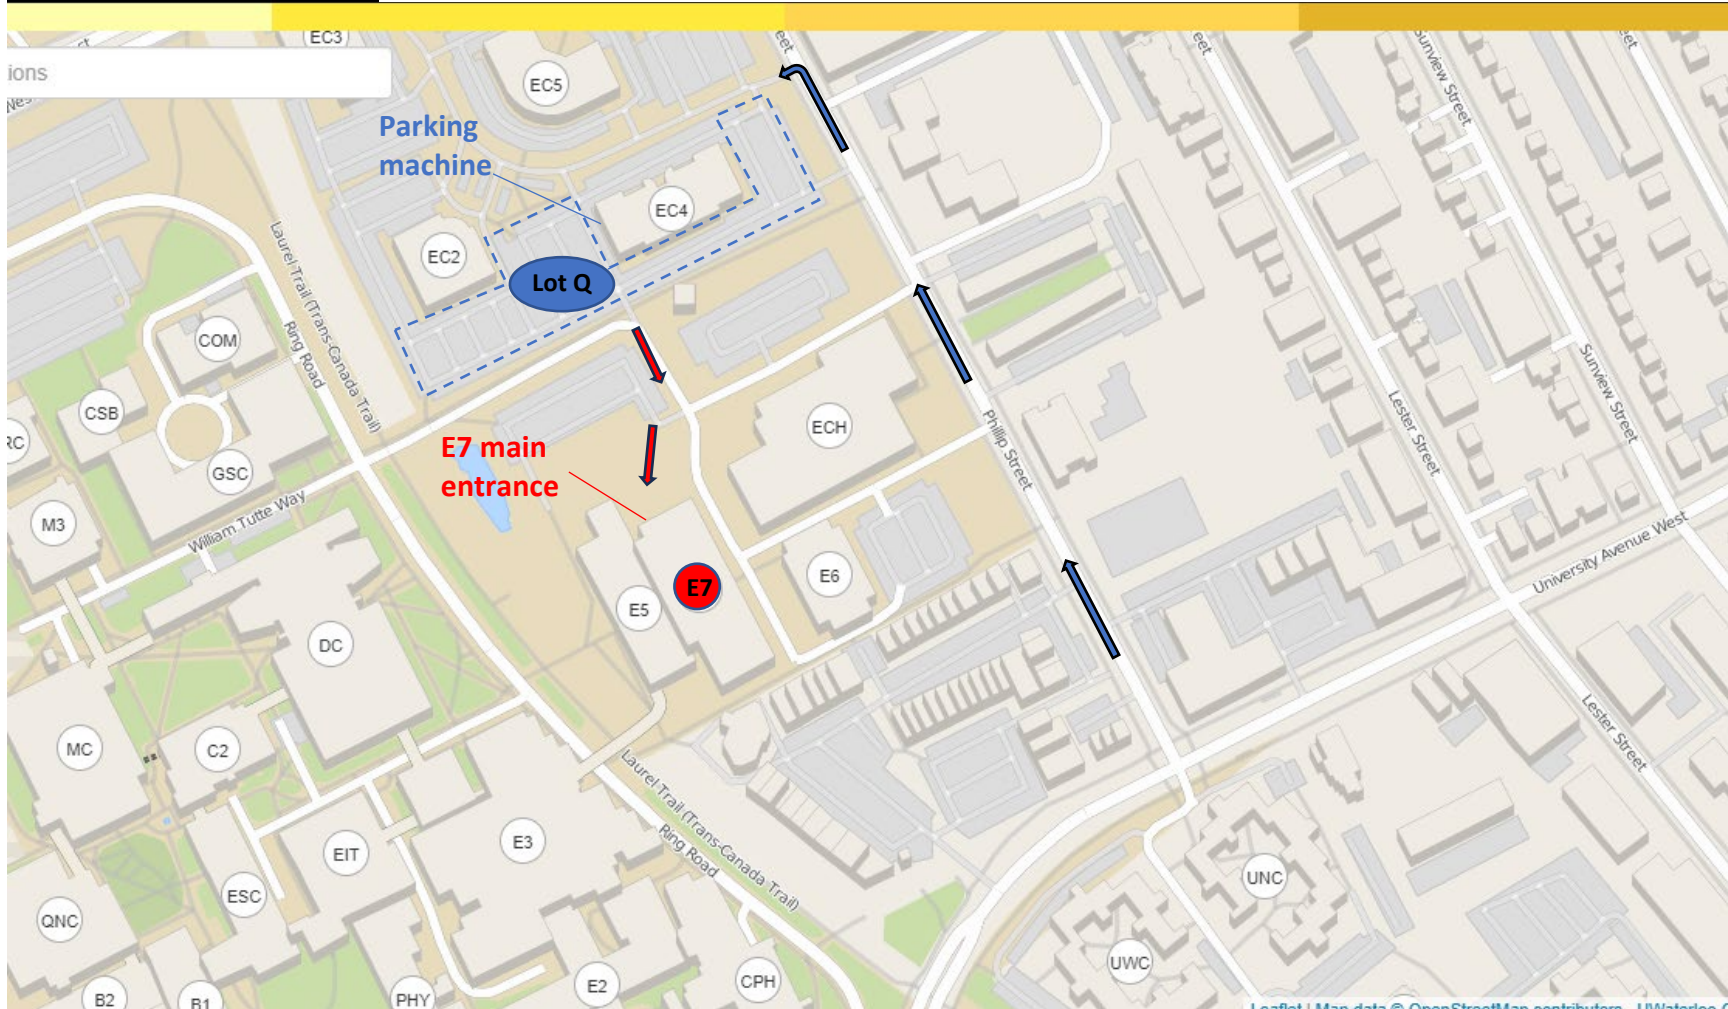 EC3
ions
EC5
Parking
machine
EC4
EC2
Lot Q
Laurel Trail (Trans-Canada Trail)
Ring Road
COM
CSB
GSC
M3
William Tutte Way
E7 main
entrance
ECH
Phillip Street
E6
E7
E5
DC
MC
C2
EIT
E3
ESC
QNC
B2
B1
PHY
E2
CPH
Laurel Trail (Trans-Canada Trail)
Ring Road
UNC
UWC
Sunview Street
Sunview Street
Lester Street
University Avenue West
Lester Street